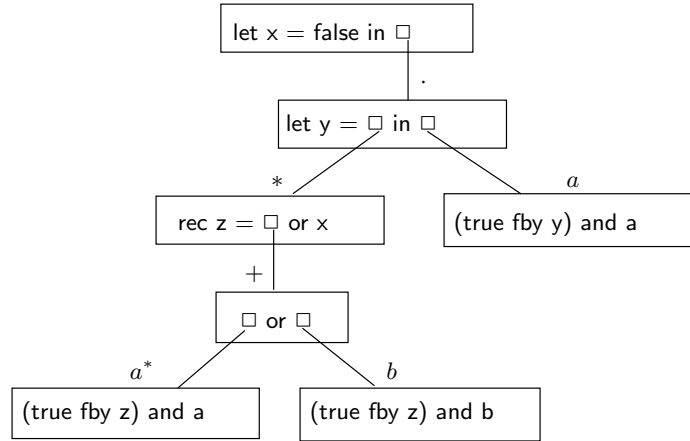 let x = false in □
.
let y = □ in □
*
a
rec z = □ or x
(true fby y) and a
+
□ or □
a*
b
(true fby z) and a
(true fby z) and b